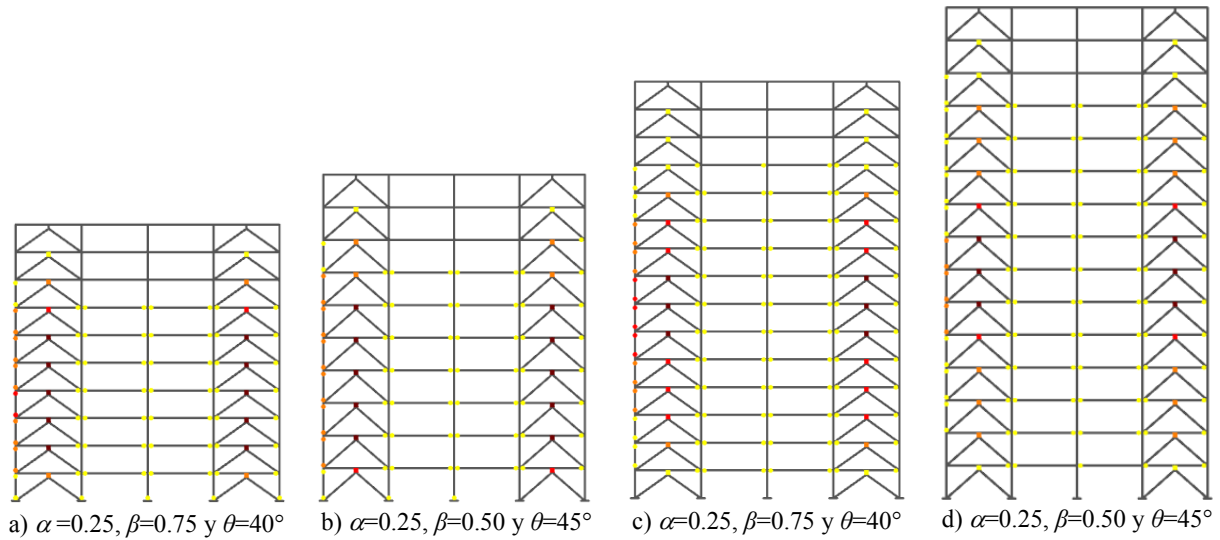 a) α =0.25, β=0.75 y θ=40°
b) α=0.25, β=0.50 y θ=45°
c) α=0.25, β=0.75 y θ=40°
d) α=0.25, β=0.50 y θ=45°